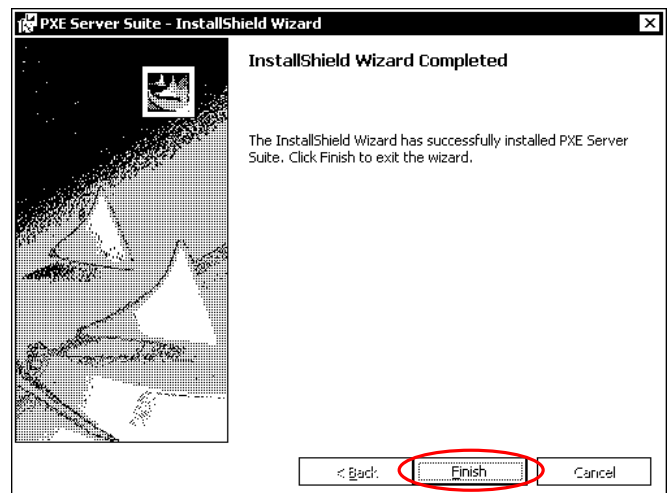 PXE Server Suite - InstallShield Wizard
InstallShield Wizard Completed
The InstallShield Wizard has successfully installed PXE Server
Suite. Click Finish to exit the wizard.
< Back
Finish
Cancel